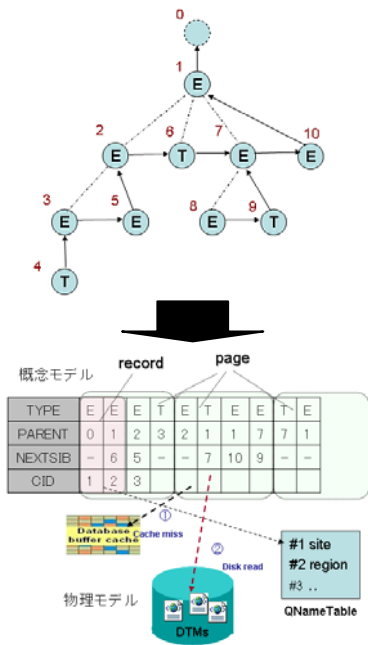 0
1
E
2
6
7
10
E
T
E
E
3
5
8
9
E
E
E
T
4
T
概念モデル
record
page
TYPE E E E T E T E E T E
PARENT 0 1 2 3 2 1 1 7 7 1
NEXTSIB - 6 5 - - 7 10 9 - -
CID 1 2 3
①
Database buffer cache
Cache miss
②
Disk read
#1 site
#2 region
#3 ..
QNameTable
物理モデル
DTMs